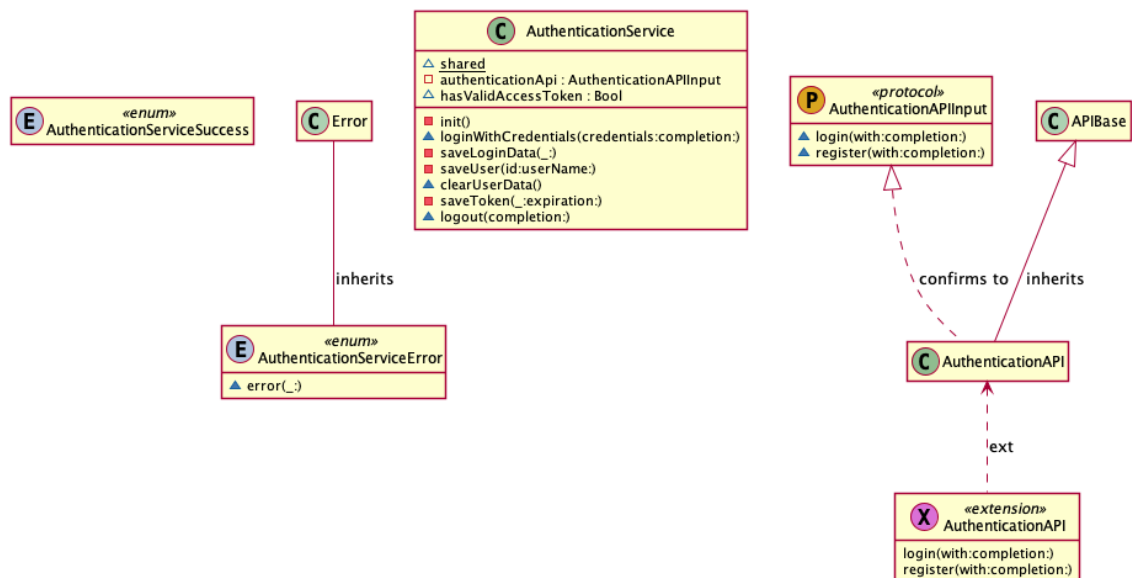 E «enum»
AuthenticationServiceSuccess
C Error
C AuthenticationService
shared
authenticationApi : AuthenticationAPIInput
hasValidAccessToken : Bool
init()
loginWithCredentials(credentials:completion:)
saveLoginData(_:)
saveUser(id:userName:)
clearUserData()
saveToken(_:expiration:)
logout(completion:)
P «protocol»
AuthenticationAPIInput
login(with:completion:)
register(with:completion:)
C APIBase
inherits
confirms to
inherits
E «enum»
AuthenticationServiceError
error(_:)
C AuthenticationAPI
ext
X «extension»
AuthenticationAPI
login(with:completion:)
register(with:completion:)